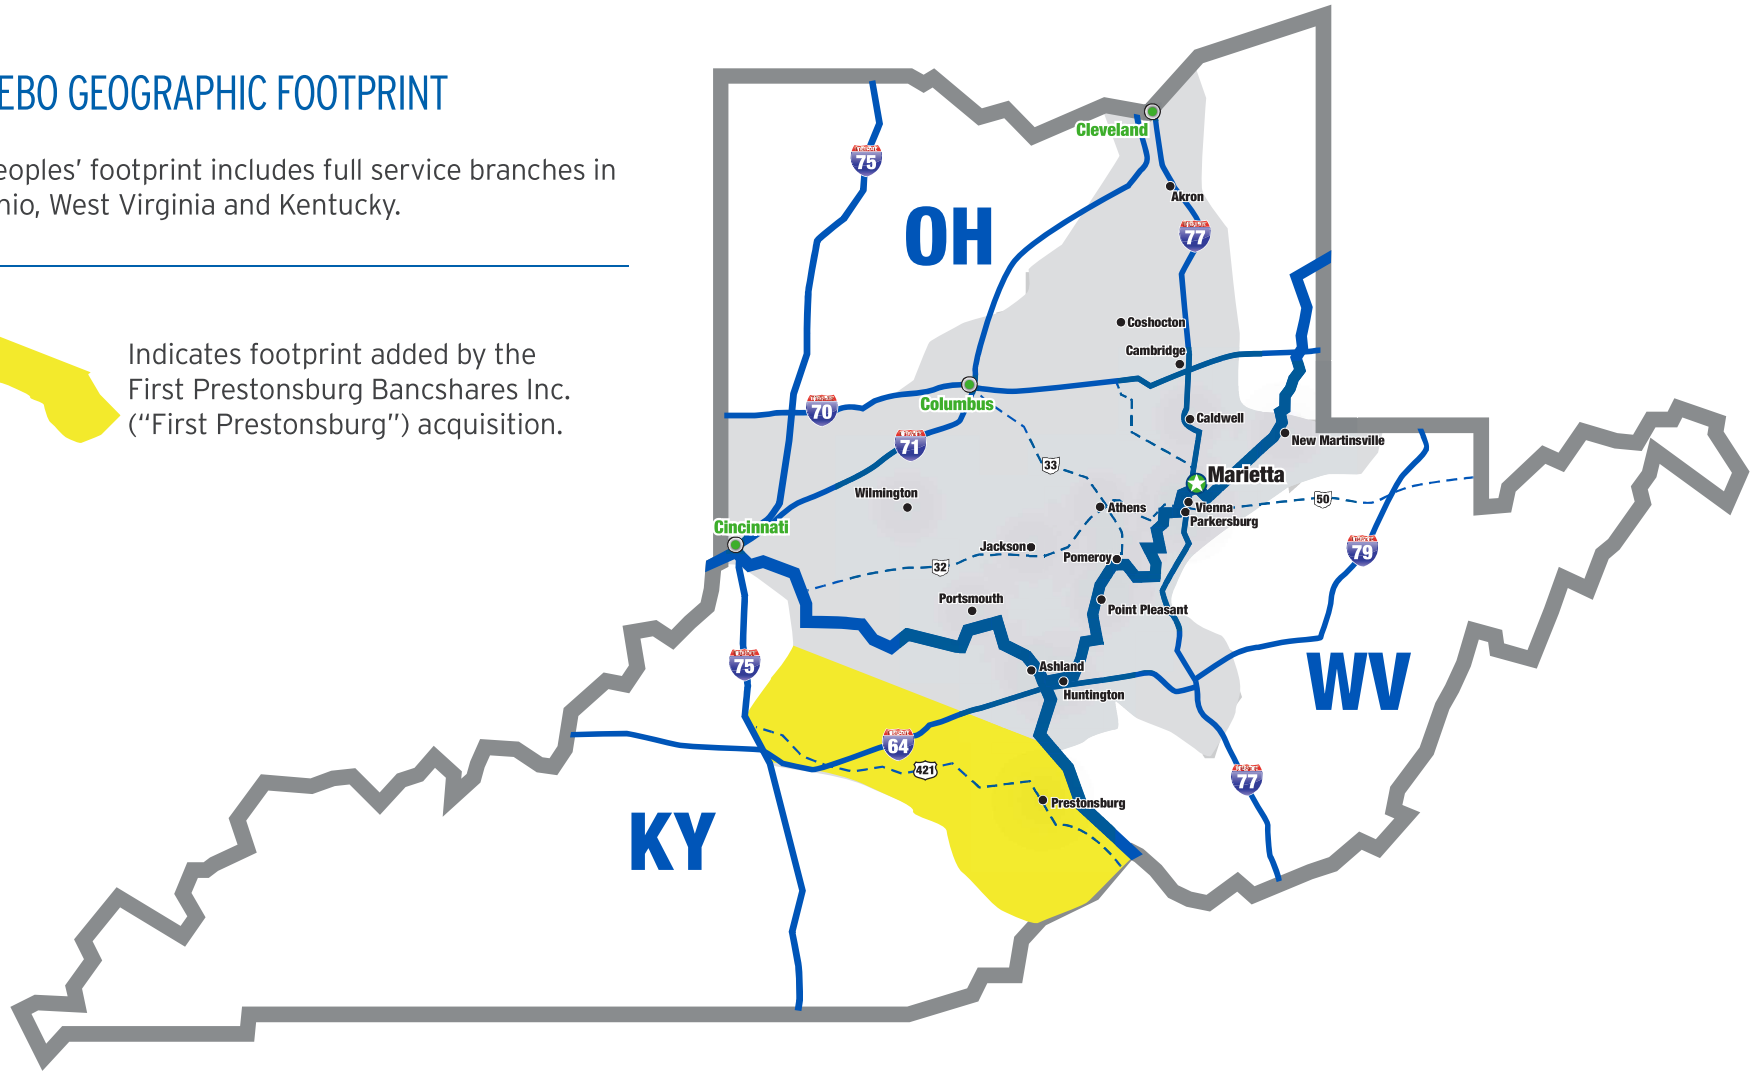 EBO GEOGRAPHIC FOOTPRINT
eoples’ footprint includes full service branches in
hio, West Virginia and Kentucky.
Indicates footprint added by the
First Prestonsburg Bancshares Inc.
(“First Prestonsburg”) acquisition.
Cleveland
75
Akron
OH
77
Coshocton
Cambridge
70
Columbus
Caldwell
71
New Martinsville
33
Marietta
Wilmington
50
Athens
Vienna
Parkersburg
Cincinnati
Jackson
79
Pomeroy
32
Portsmouth
Point Pleasant
75
Ashland
WV
Huntington
64
421
77
Prestonsburg
KY